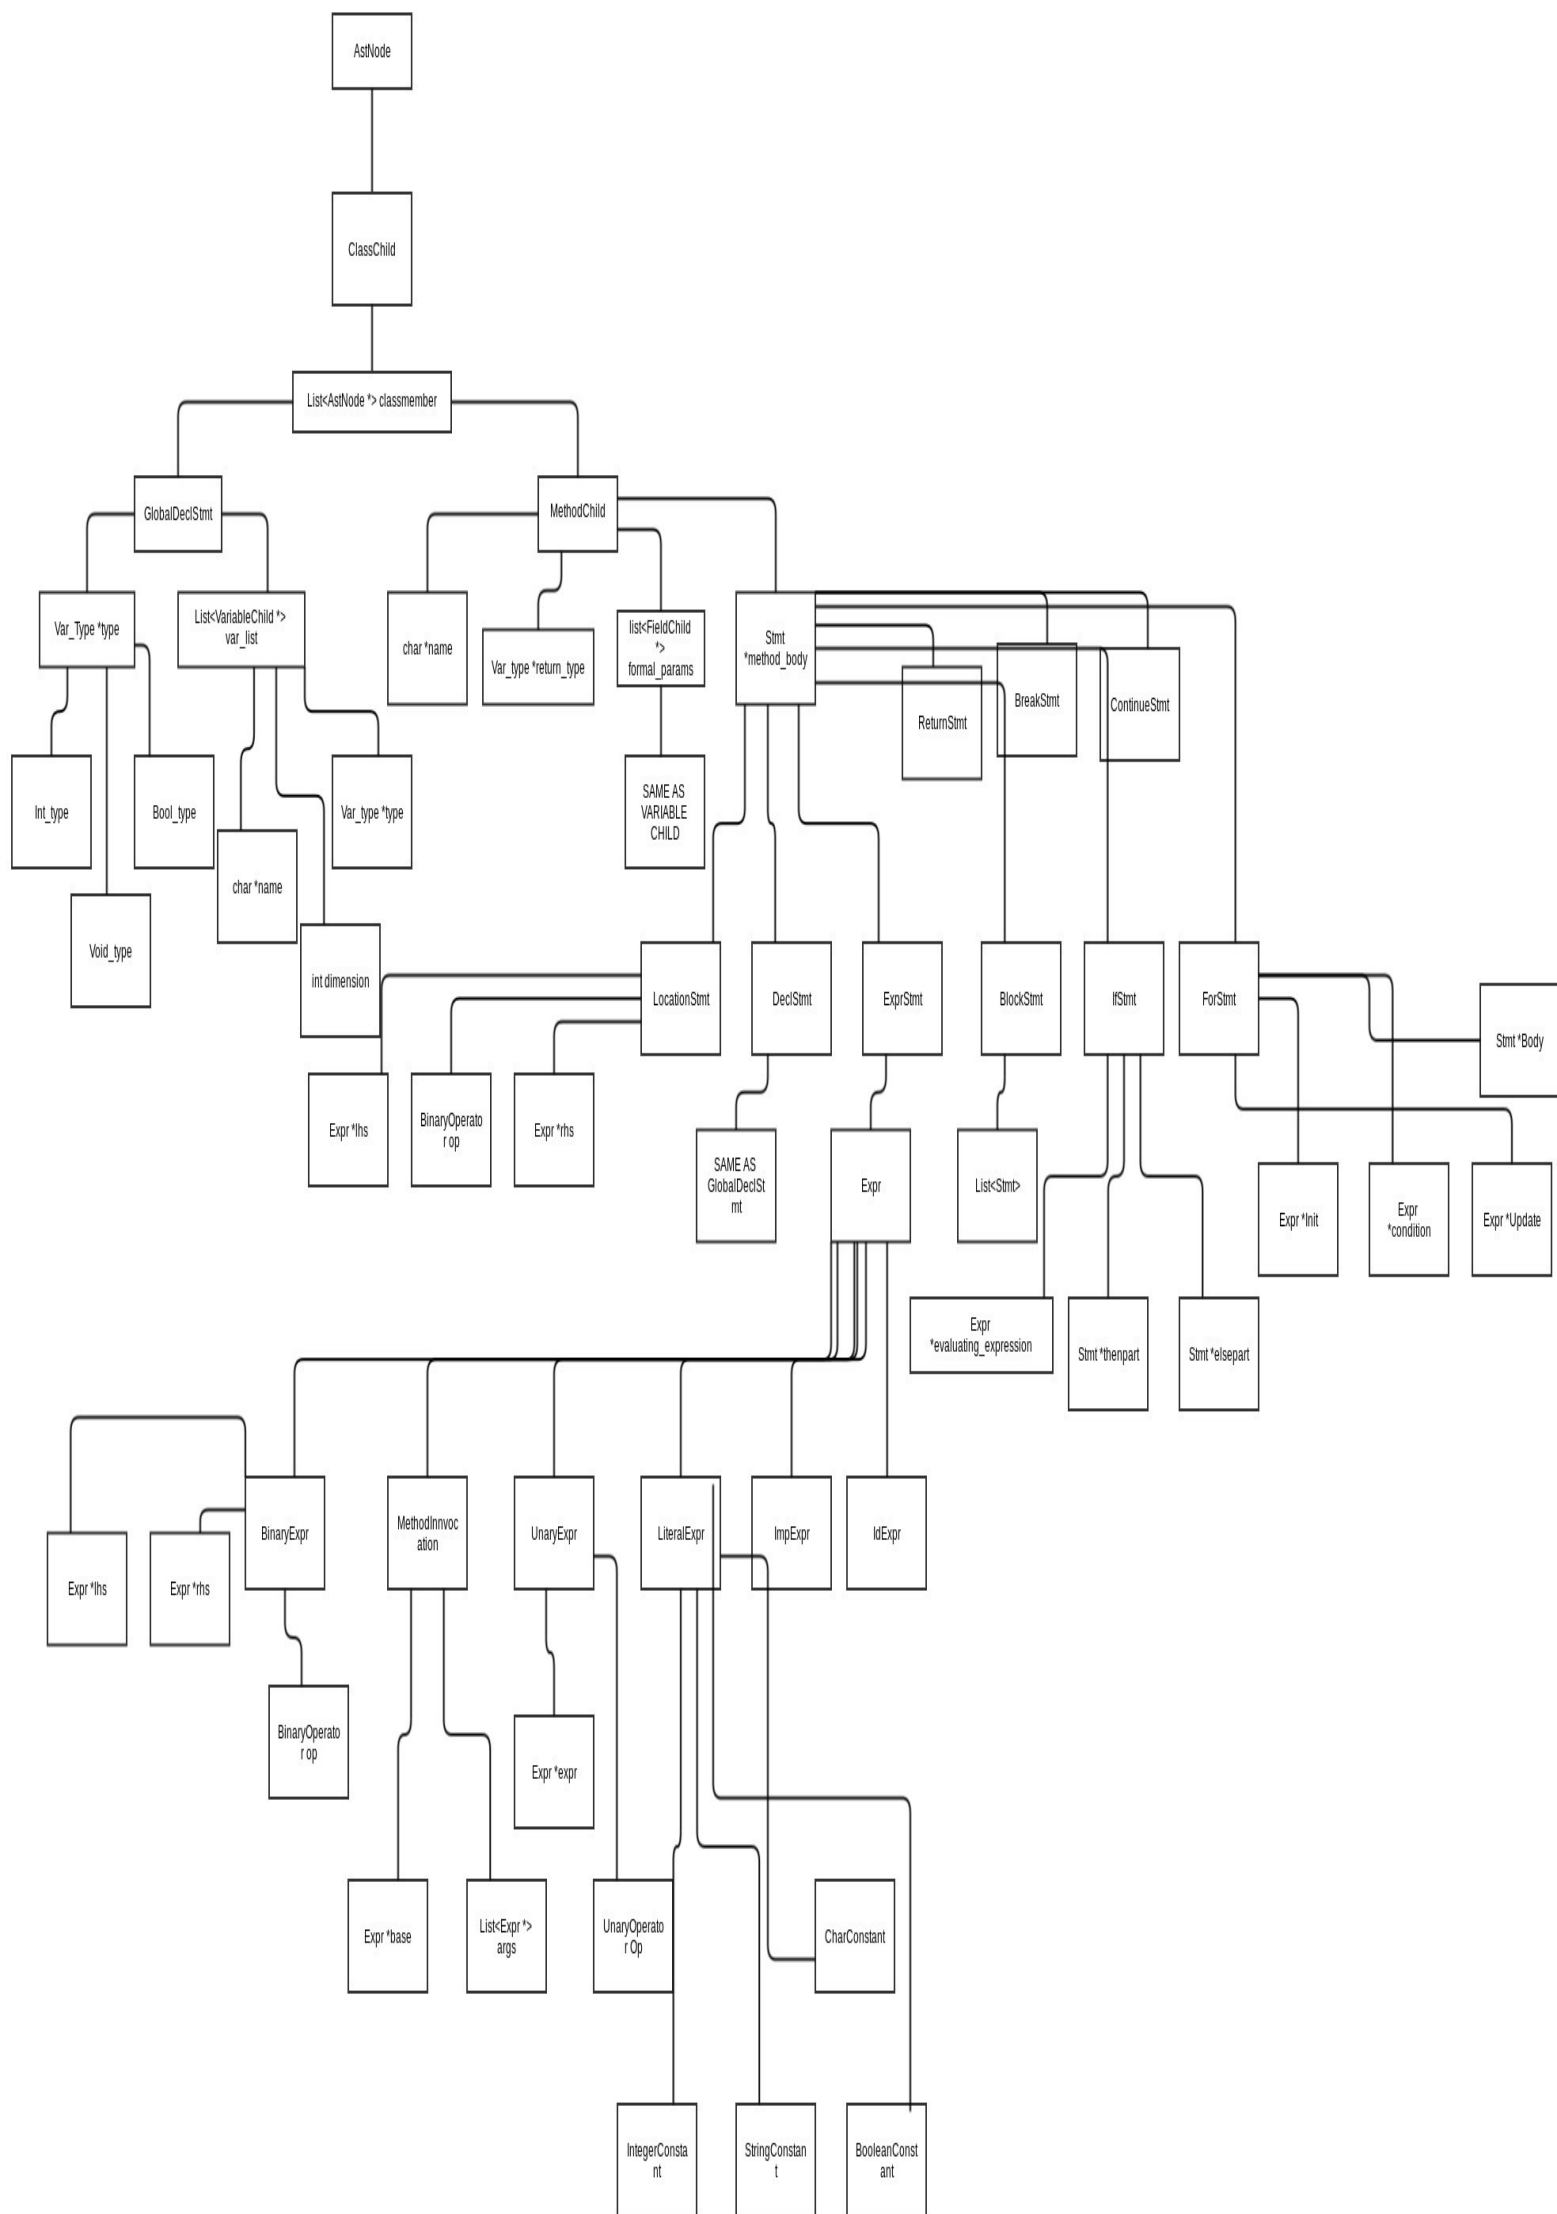 AstNode
ClassChild
List<AstNode *> classmember
GlobalDeclStmt
MethodChild
Var_Type *type
List<VariableChild *>
var_list
char *name
Var_type *return_type
list<FieldChild
*>
formal_params
Stmt
*method_body
ReturnStmt
BreakStmt
ContinueStmt
Int_type
Void_type
Bool_type
char *name
int dimension
Var_type *type
SAME AS
VARIABLE
CHILD
LocationStmt
DeclStmt
ExprStmt
BlockStmt
IfStmt
ForStmt
Stmt *Body
Expr *lhs
BinaryOperato
r op
Expr *rhs
SAME AS
GlobalDeclSt
mt
Expr
List<Stmt>
Expr *Init
Expr
*condition
Expr *Update
Expr
*evaluating_expression
Stmt *thenpart
Stmt *elsepart
Expr *lhs
Expr *rhs
BinaryExpr
MethodInnvoc
ation
UnaryExpr
LiteralExpr
ImpExpr
IdExpr
BinaryOperato
r op
Expr *expr
Expr *base
List<Expr *>
args
UnaryOperato
r Op
CharConstant
IntegerConsta
nt
StringConstan
t
BooleanConst
ant